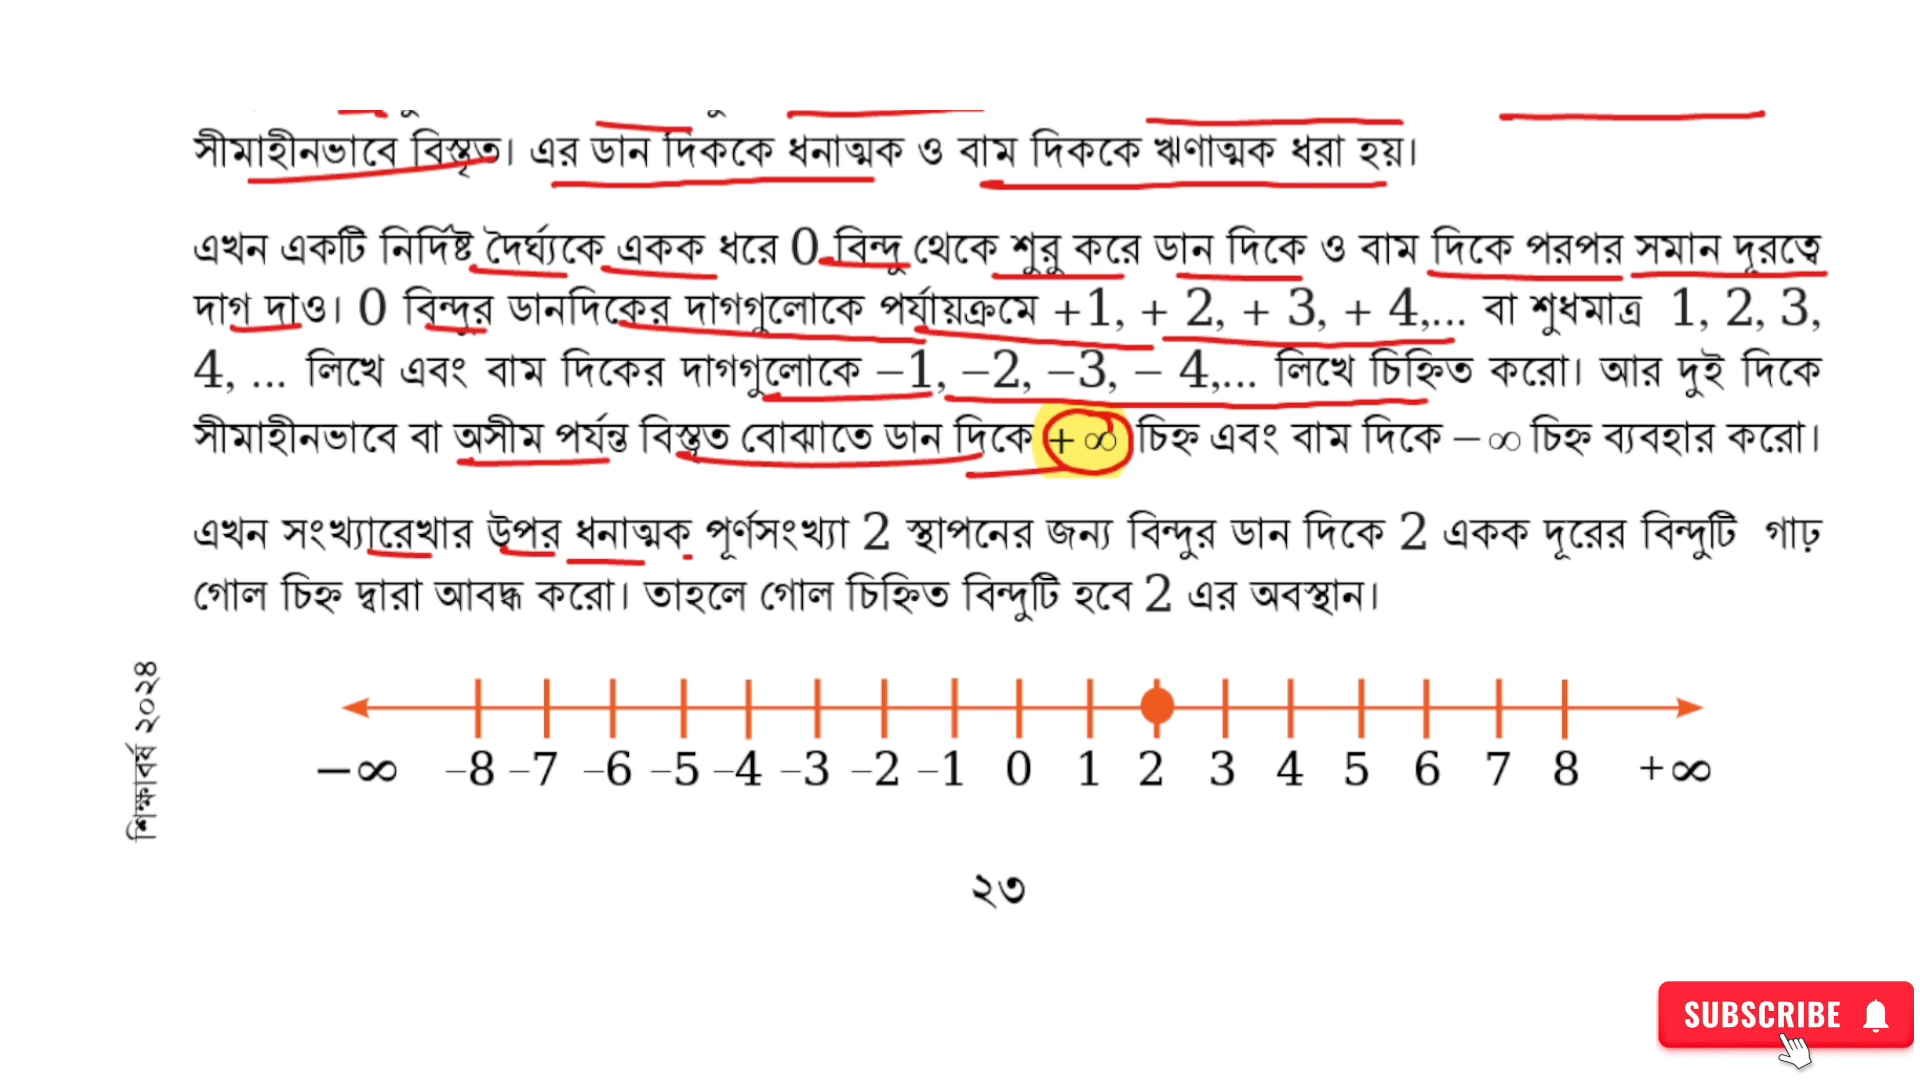 সীমাহীনভাবে বিস্তৃত। এর ডান দিককে ধনাত্মক ও বাম দিককে ঋণাত্মক ধরা হয়।
এখন একটি নির্দিষ্ট দৈর্ঘ্যকে একক ধরে 0 বিন্দু থেকে শুরু করে ডান দিকে ও বাম দিকে পরপর সমান দূরত্বে
দাগ দাও। 0 বিন্দুর ডানদিকের দাগগুলোকে পর্যায়ক্রমে +1, + 2, + 3, + 4,... বা শুধমাত্র 1, 2, 3,
4, ... লিখে এবং বাম দিকের দাগগুলোকে −1, −2, −3, − 4,... লিখে চিহ্নিত করো। আর দুই দিকে
সীমাহীনভাবে বা অসীম পর্যন্ত বিস্তৃত বোঝাতে ডান দিকে + ∞ চিহ্ন এবং বাম দিকে − ∞ চিহ্ন ব্যবহার করো।
এখন সংখ্যারেখার উপর ধনাত্মক পূর্ণসংখ্যা 2 স্থাপনের জন্য বিন্দুর ডান দিকে 2 একক দূরের বিন্দুটি গাঢ়
গোল চিহ্ন দ্বারা আবদ্ধ করো। তাহলে গোল চিহ্নিত বিন্দুটি হবে 2 এর অবস্থান।
−∞ −8 −7 −6 −5 −4 −3 −2 −1 0 1 2 3 4 5 6 7 8 +∞
শিক্ষাবর্ষ ২০২৪
২৩
SUBSCRIBE